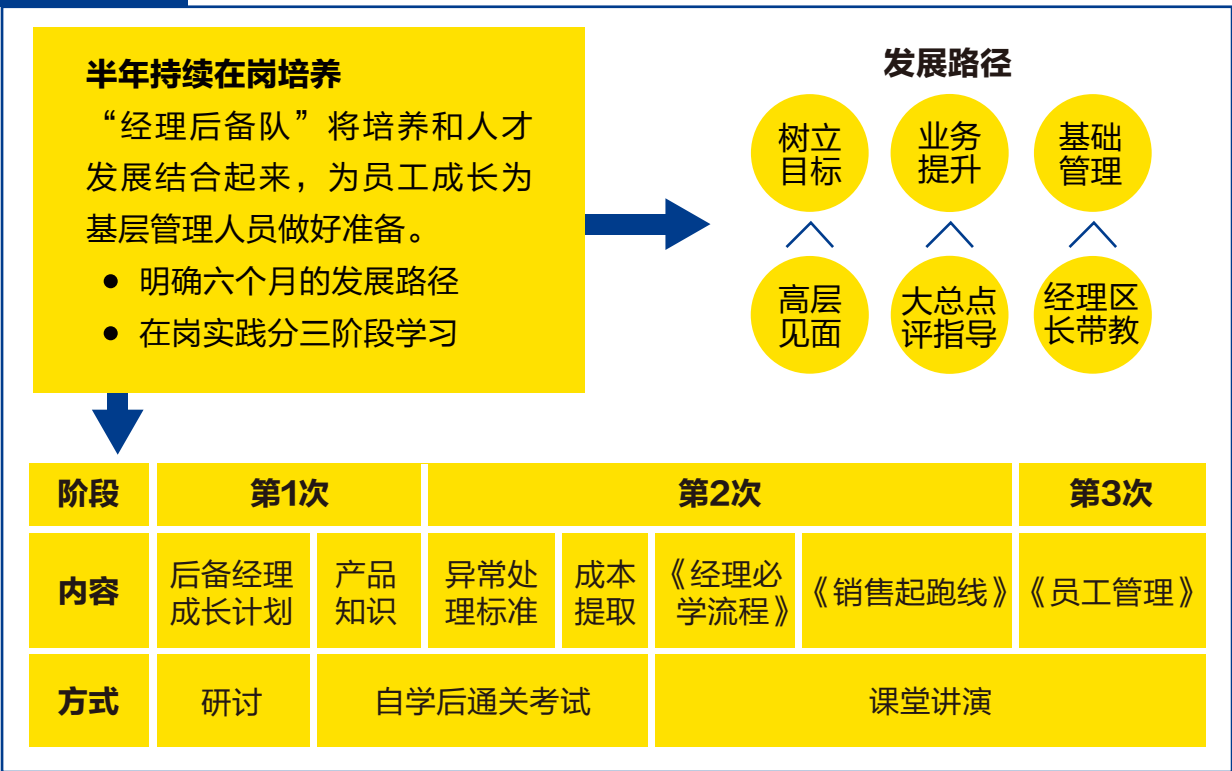 半年持续在岗培养
“经理后备队”将培养和人才
发展结合起来，为员工成长为
基层管理人员做好准备。
● 明确六个月的发展路径
● 在岗实践分三阶段学习
发展路径
树立
目标
业务
提升
基础
管理
高层
见面
大总点
评指导
经理区
长带教
阶段
第1次
第2次
第3次
内容
后备经理
成长计划
产品
知识
异常处
理标准
成本
提取
《经理必
学流程》
《销售起跑线》
《员工管理》
方式
研讨
自学后通关考试
课堂讲演